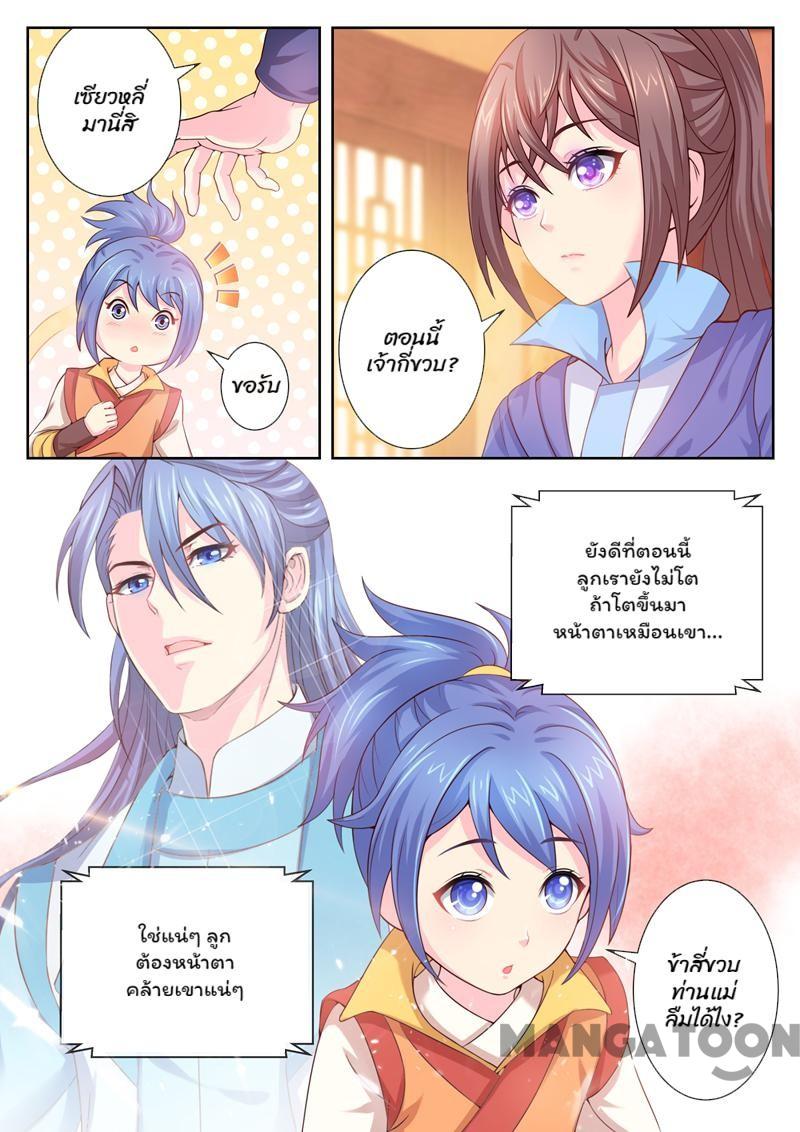 เซียวหลี่
มานี่สิ
ขอรับ
ตอนนี้
เจ้ากี่ขวบ?
ยังดีที่ตอนนี้
ลูกเรายังไม่โต
ถ้าโตขึ้นมา
หน้าตาเหมือนเขา...
ใช่แน่ๆ ลูก
ต้องหน้าตา
คล้ายเขาแน่ๆ
ข้าสี่ขวบ
ท่านแม่
ลืมได้ไง?
MANGATOON